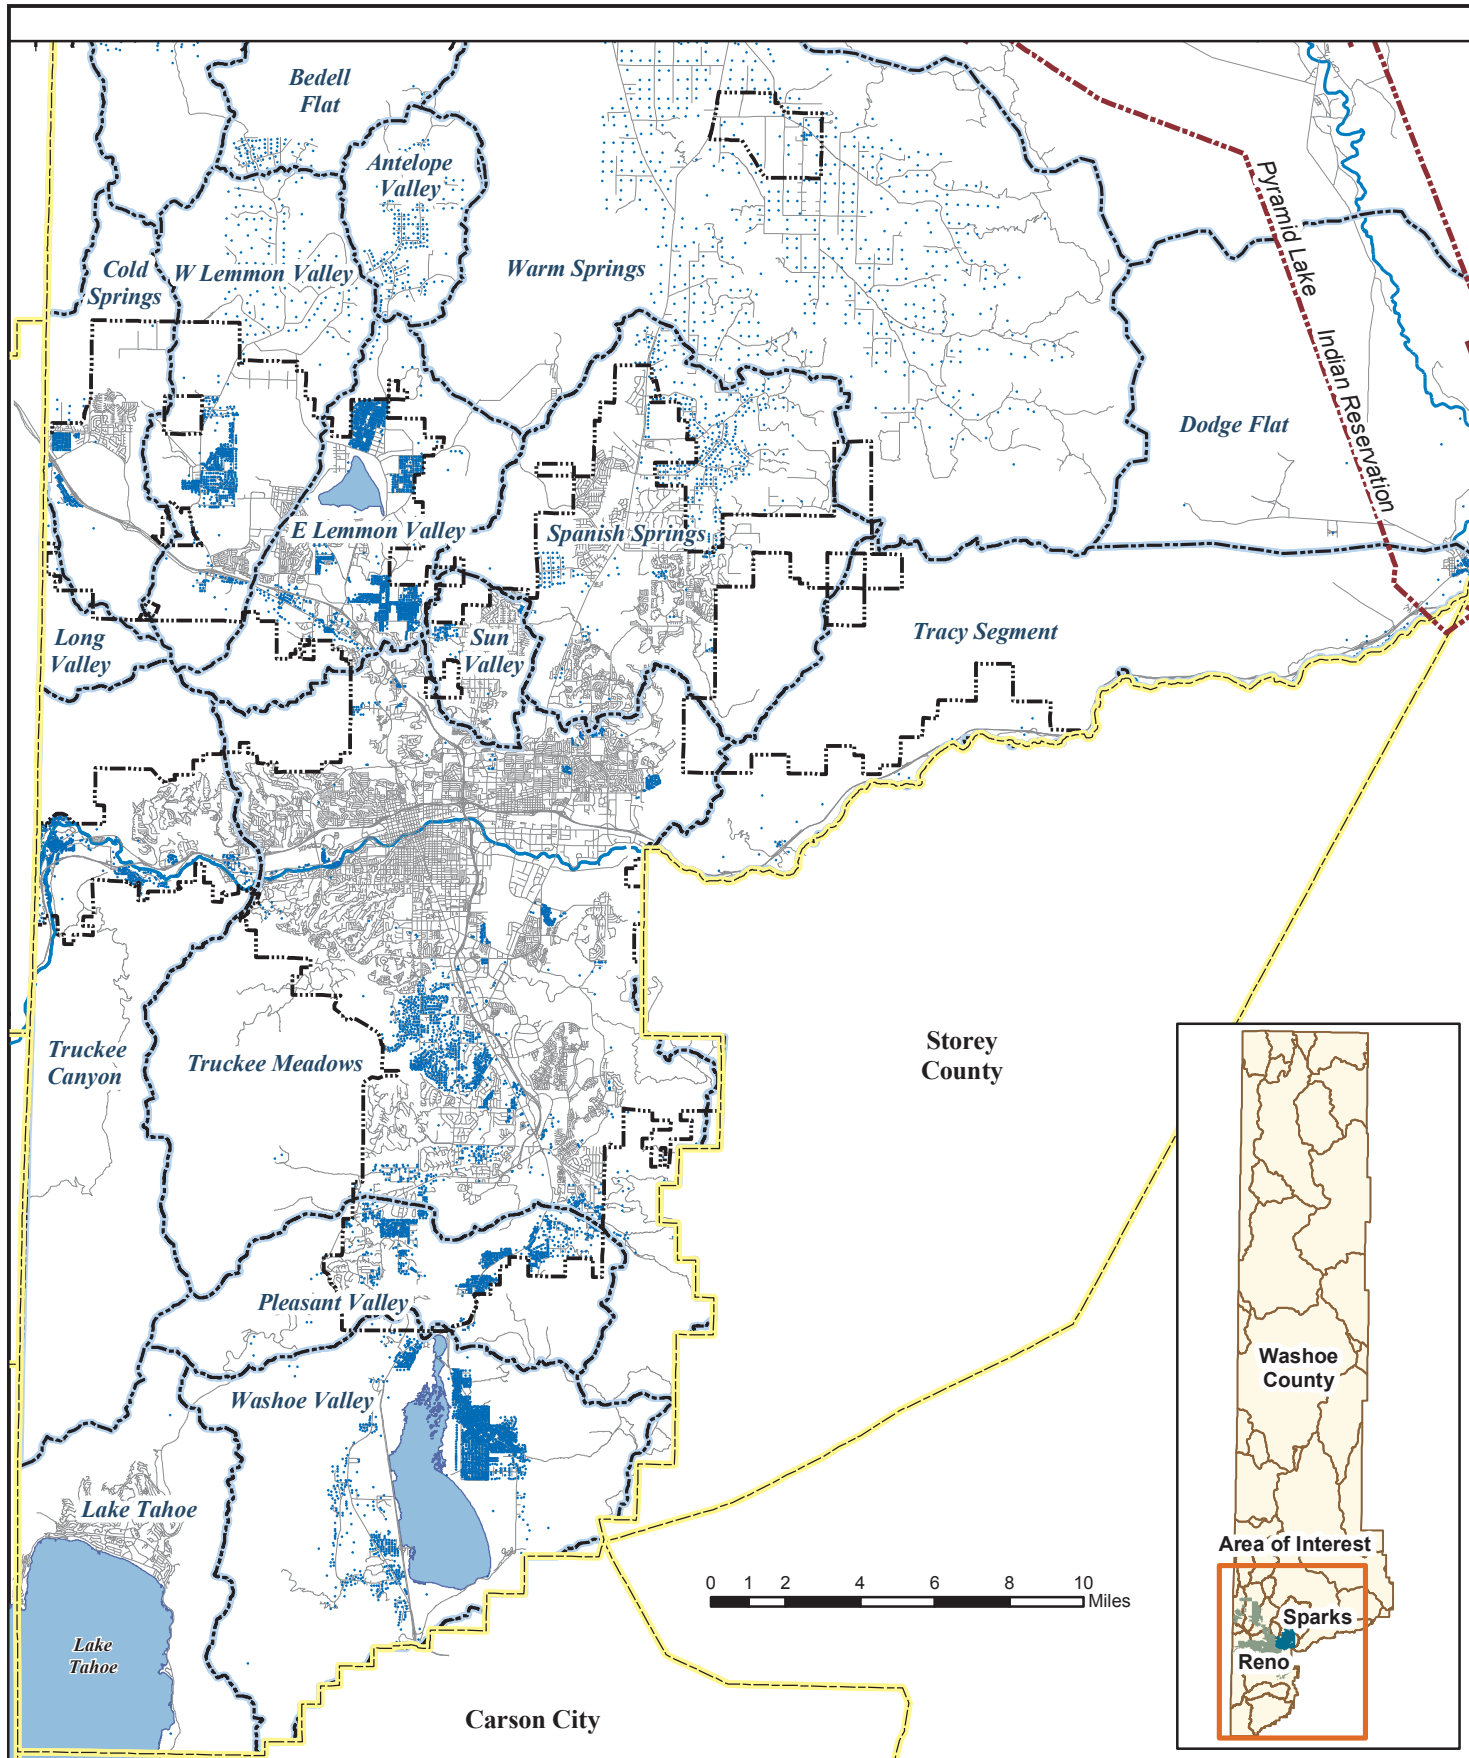 Bedell
Flat
Antelope
Valley
Cold
Springs
W Lemmon Valley
Warm Springs
Pyramid Lake
Indian Reservation
Dodge Flat
E Lemmon Valley
Spanish Springs
Long
Valley
Sun
Valley
Tracy Segment
Truckee
Canyon
Truckee Meadows
Storey
County
Pleasant Valley
Washoe Valley
Lake Tahoe
Lake
Tahoe
Carson City
0 1 2 4 6 8 10
Miles
Washoe
County
Area of Interest
Sparks
Reno